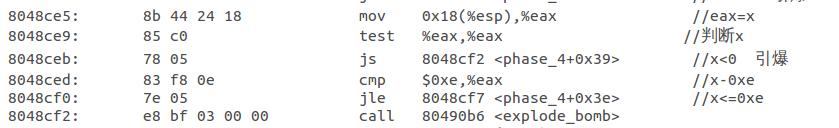 8048ce5: 8b 44 24 18 mov 0x18(%esp),%eax //eax=x
8048ce9: 85 c0 test %eax,%eax //判断x
8048ceb: 78 05 js 8048cf2 <phase_4+0x39> //x<0 引爆
8048ced: 83 f8 0e cmp $0xe,%eax //x-0xe
8048cf0: 7e 05 jle 8048cf7 <phase_4+0x3e> //x<=0xe
8048cf2: e8 bf 03 00 00 call 80490b6 <explode_bomb>